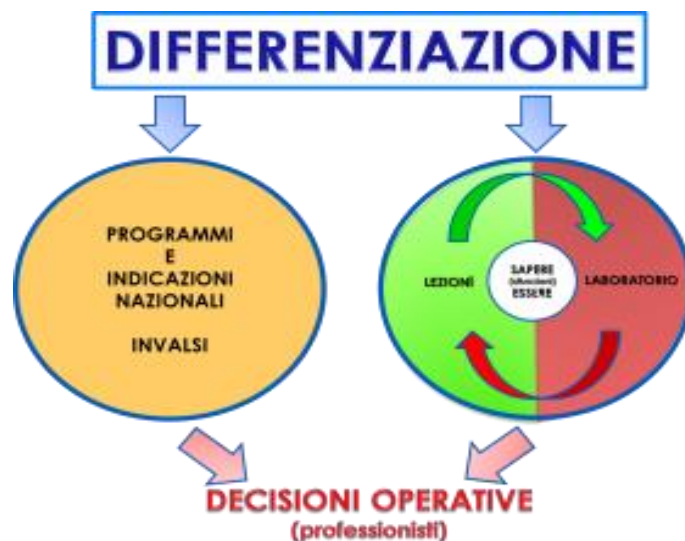 DIFFERENZIAZIONE
PROGRAMMI
E
INDICAZIONI
NAZIONALI
INVALSI
LEZIONI
SAPERE
ESSERE
LABORATORIO
DECISIONI OPERATIVE
(professionisti)